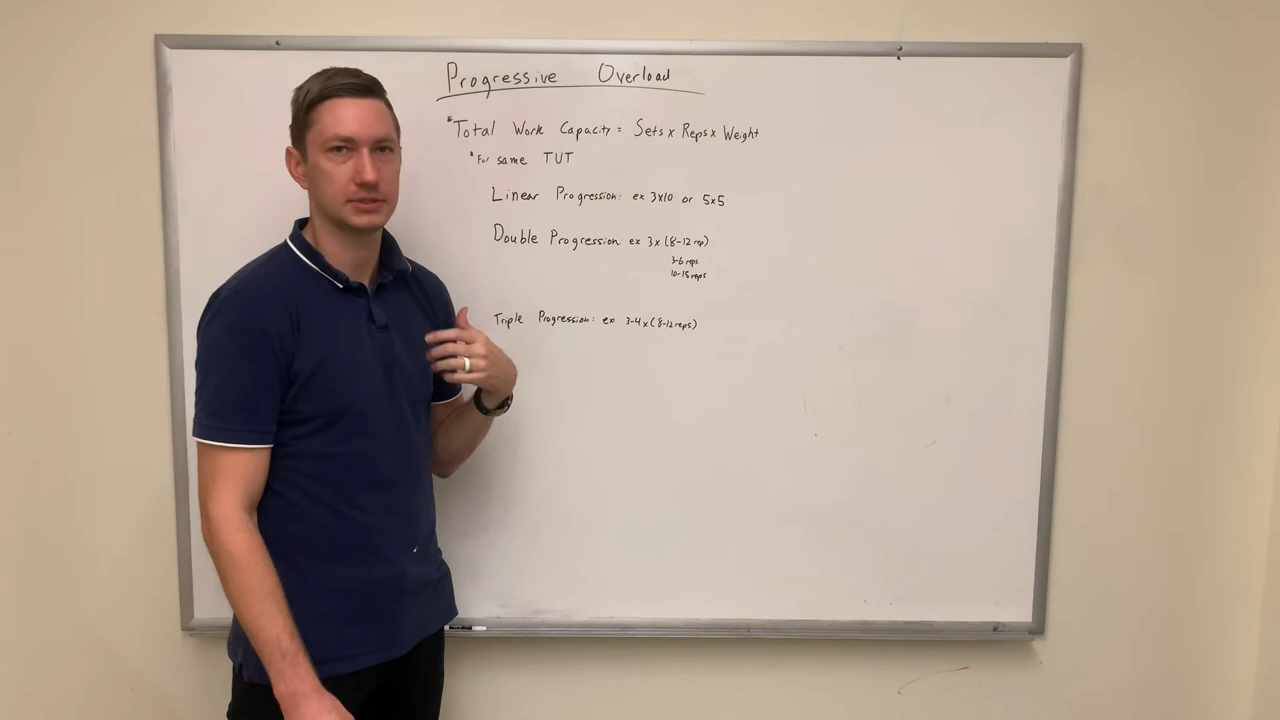 Progressive Overload
*Total Work Capacity = Sets x Reps x Weight
*For same TUT
Linear Progression: ex 3x10 or 5x5
Double Progression: ex 3x (8-12 rep)
3-6 reps
10-15 reps
Triple Progression: ex 3-4 x (8-12 reps)